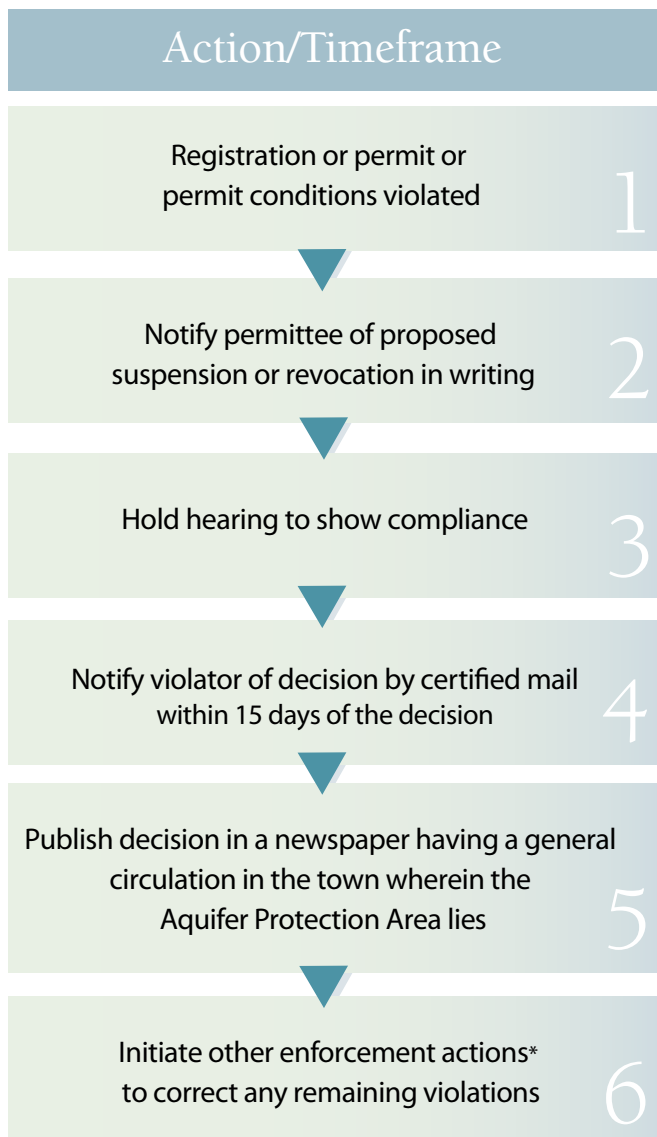 Action/Timeframe
Registration or permit or
permit conditions violated
1
Notify permittee of proposed
suspension or revocation in writing
2
Hold hearing to show compliance
3
Notify violator of decision by certified mail
within 15 days of the decision
4
Publish decision in a newspaper having a general
circulation in the town wherein the
Aquifer Protection Area lies
5
Initiate other enforcement actions*
to correct any remaining violations
6